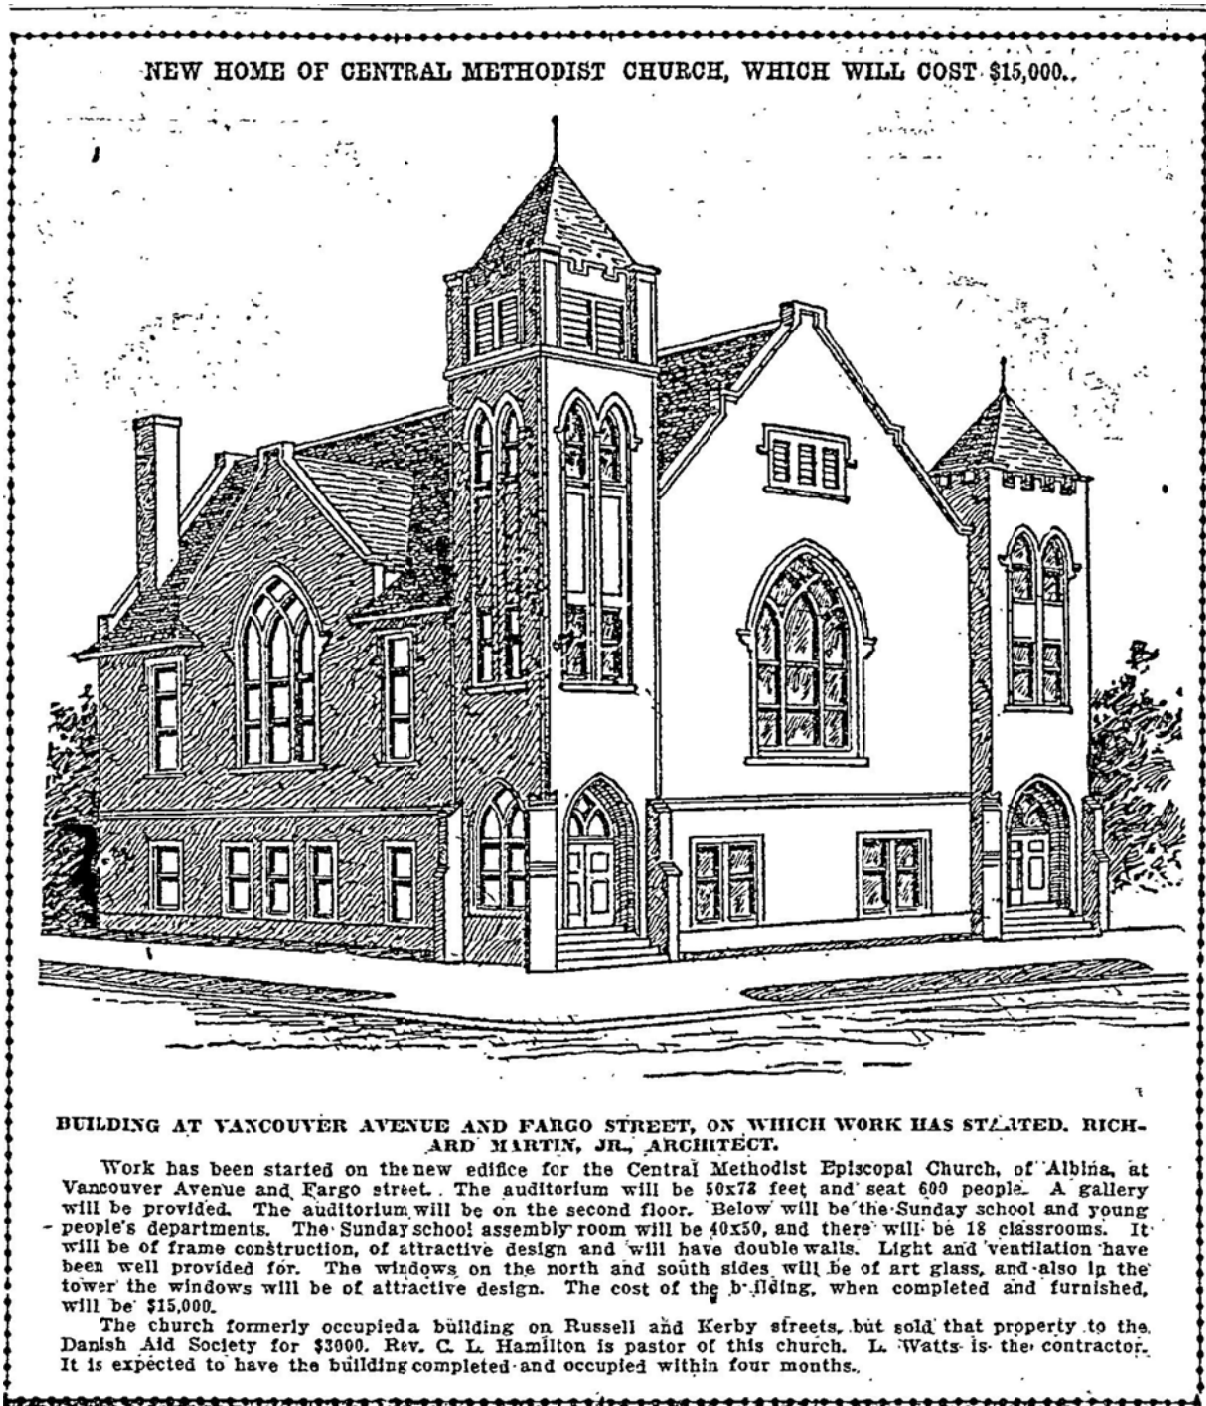 NEW HOME OF CENTRAL METHODIST CHURCH, WHICH WILL COST $15,000.
BUILDING AT VANCOUVER AVENUE AND FARGO STREET, ON WHICH WORK HAS STARTED. RICH-
ARD MARTIN, JR., ARCHITECT.
Work has been started on the new edifice for the Central Methodist Episcopal Church, of Albina, at
Vancouver Avenue and Fargo street. The auditorium will be 50x78 feet and seat 600 people. A gallery
will be provided. The auditorium will be on the second floor. Below will be the Sunday school and young
people's departments. The Sunday school assembly room will be 40x50, and there will be 18 classrooms. It
will be of frame construction, of attractive design and will have double walls. Light and ventilation have
been well provided for. The windows on the north and south sides will be of art glass, and also in the
tower the windows will be of attractive design. The cost of the building, when completed and furnished,
will be $15,000.
The church formerly occupied a building on Russell and Kerby streets, but sold that property to the
Danish Aid Society for $3000. Rev. C. L. Hamilton is pastor of this church. L. Watts is the contractor.
It is expected to have the building completed and occupied within four months.